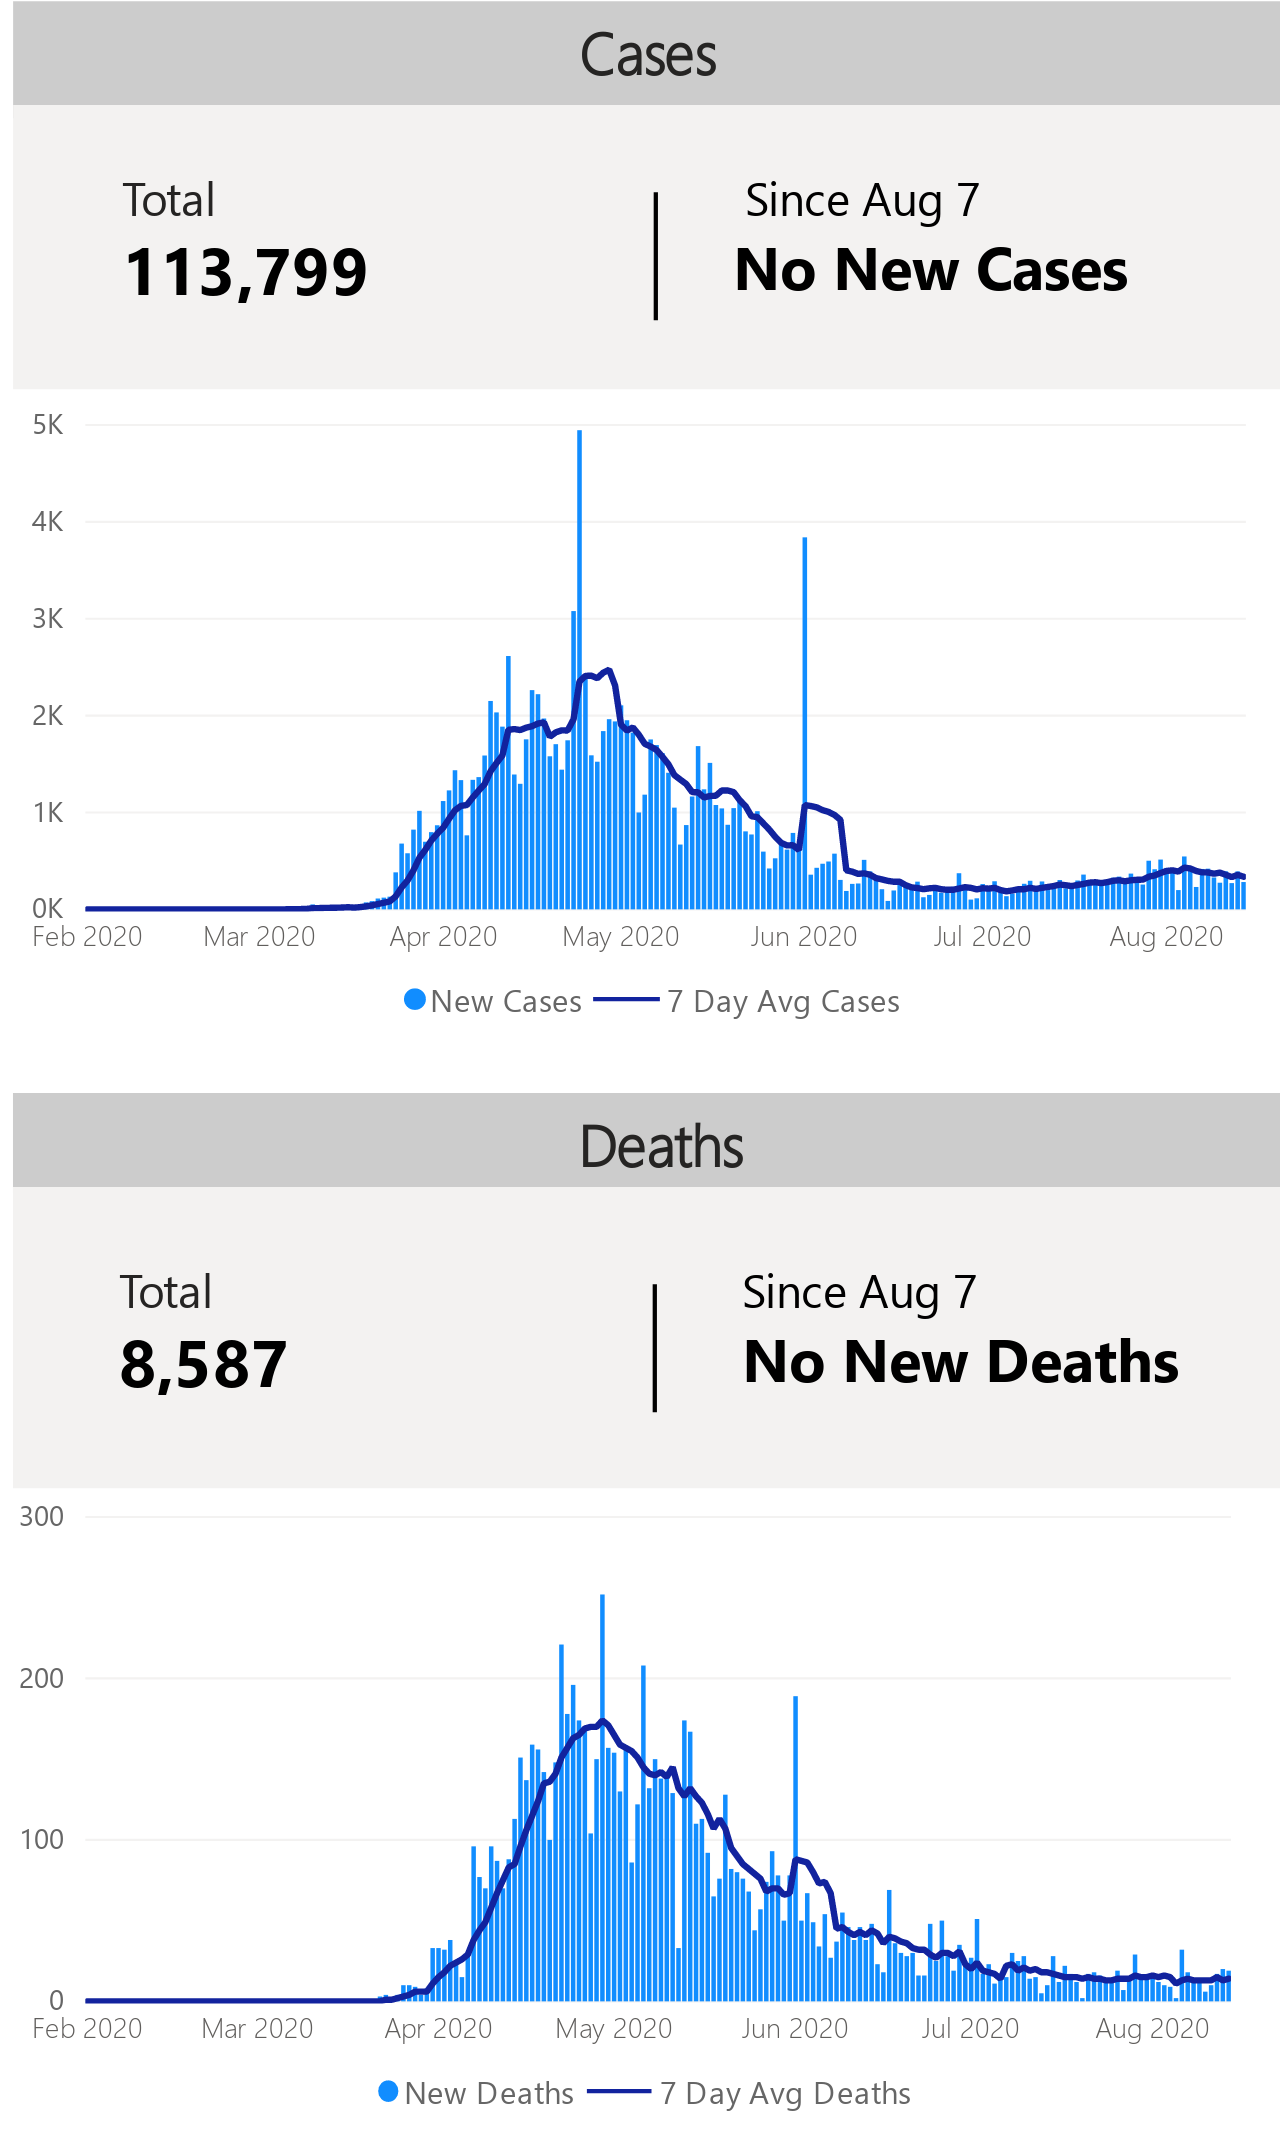 Cases
Total
113,799
Since Aug 7
No New Cases
5K
4K
3K
2K
1K
0K
Feb 2020 Mar 2020 Apr 2020 May 2020 Jun 2020 Jul 2020 Aug 2020
New Cases 7 Day Avg Cases
Deaths
Total
8,587
Since Aug 7
No New Deaths
300
200
100
0
Feb 2020 Mar 2020 Apr 2020 May 2020 Jun 2020 Jul 2020 Aug 2020
New Deaths 7 Day Avg Deaths